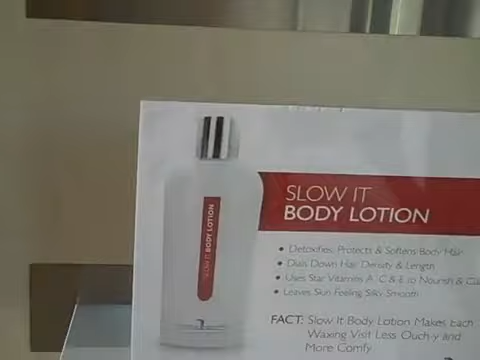 SLOW IT
BODY LOTION
SLOW IT BODY LOTION
• Detoxifies, Protects & Softens Body Hair
• Dials Down Hair Density & Length
• Uses Star Vitamins A, C & E to Nourish &
• Leaves Skin Feeling Silky Smooth
FACT: Slow It Body Lotion Makes Each
Waxing Visit Less Ouch-y and
More Comfy